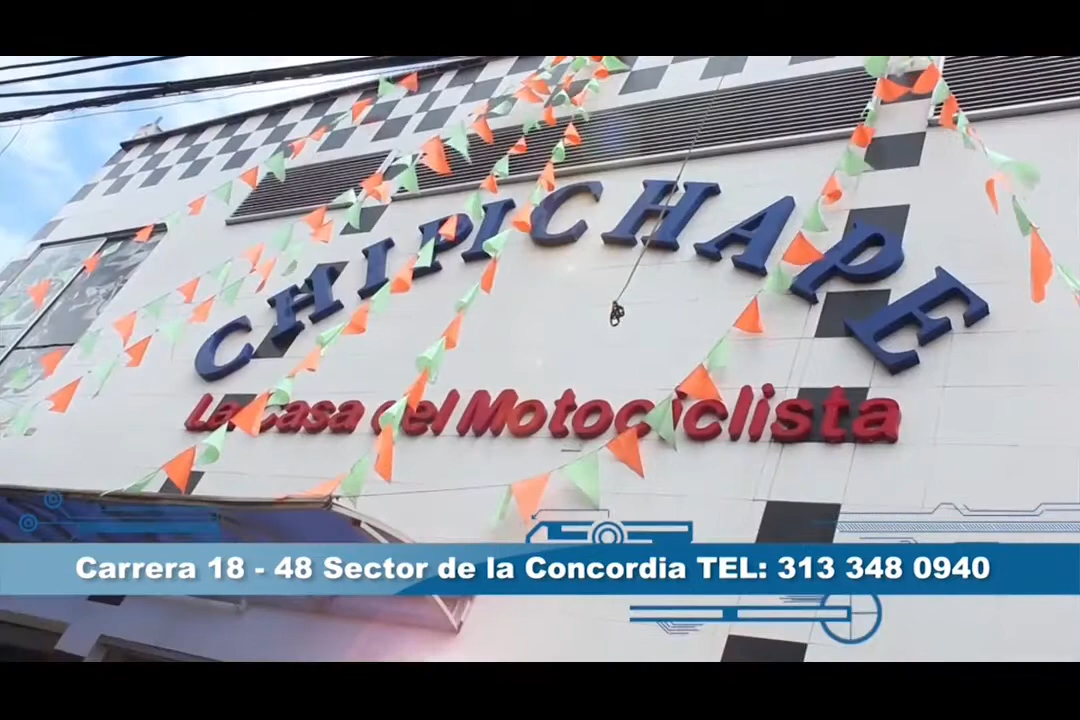 CHIPICHAPE
La Casa del Motociclista
Carrera 18 - 48 Sector de la Concordia TEL: 313 348 0940